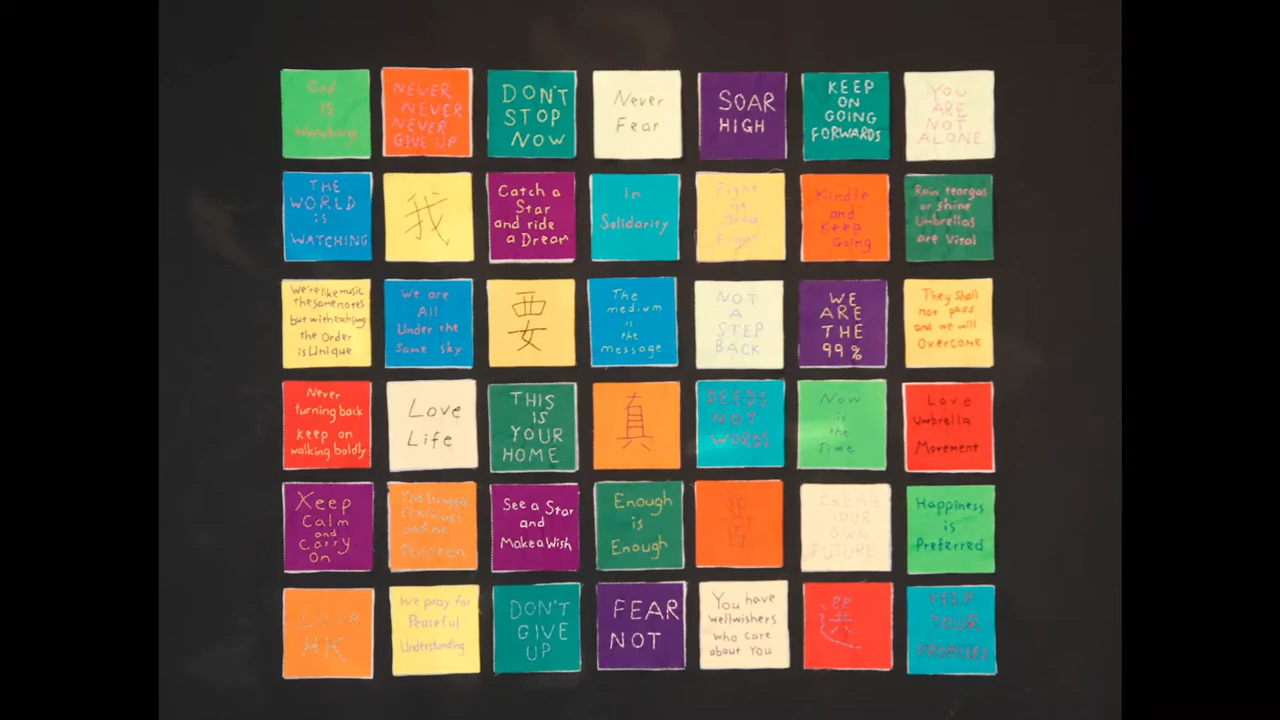 God
is
NEVER
NEVER
NEVER
GIVE UP
DON'T
STOP
NOW
Never
Fear
SOAR
HIGH
KEEP
ON
GOING
FORWARDS
YOU
ARE
NOT
ALONE
THE
WORLD
is
WATCHING
我
Catch a
Star
and ride
a Dream
In
Solidarity
Fight
the
Good
Fight
Kindle
and
Keep
Going
Rain teargas
or shine
Umbrellas
are Vital
We're like music
the same notes
but with each song
the Order
is Unique
We are
All
Under the
Same sky
要
The
medium
is
the
message
NOT
A
STEP
BACK
WE
ARE
THE
99%
They Shall
not pass
and we will
Overcome
Never
turning back
keep on
walking boldly
Love
Life
THIS
IS
YOUR
HOME
真
DEEDS
NOT
WORDS
Now
is
the
Time
Love
Umbrella
Movement
Keep
Calm
and
Carry
On
The struggle
Continues
and no
See a Star
and
Make a Wish
Enough
is
Enough
普
CREATE
YOUR
OWN
FUTURE
Happiness
is
Preferred
Love
HK
We pray for
Peaceful
Understanding
DON'T
GIVE
UP
FEAR
NOT
You have
wellwishers
who care
about You
選
KEEP
YOUR
PROMISES